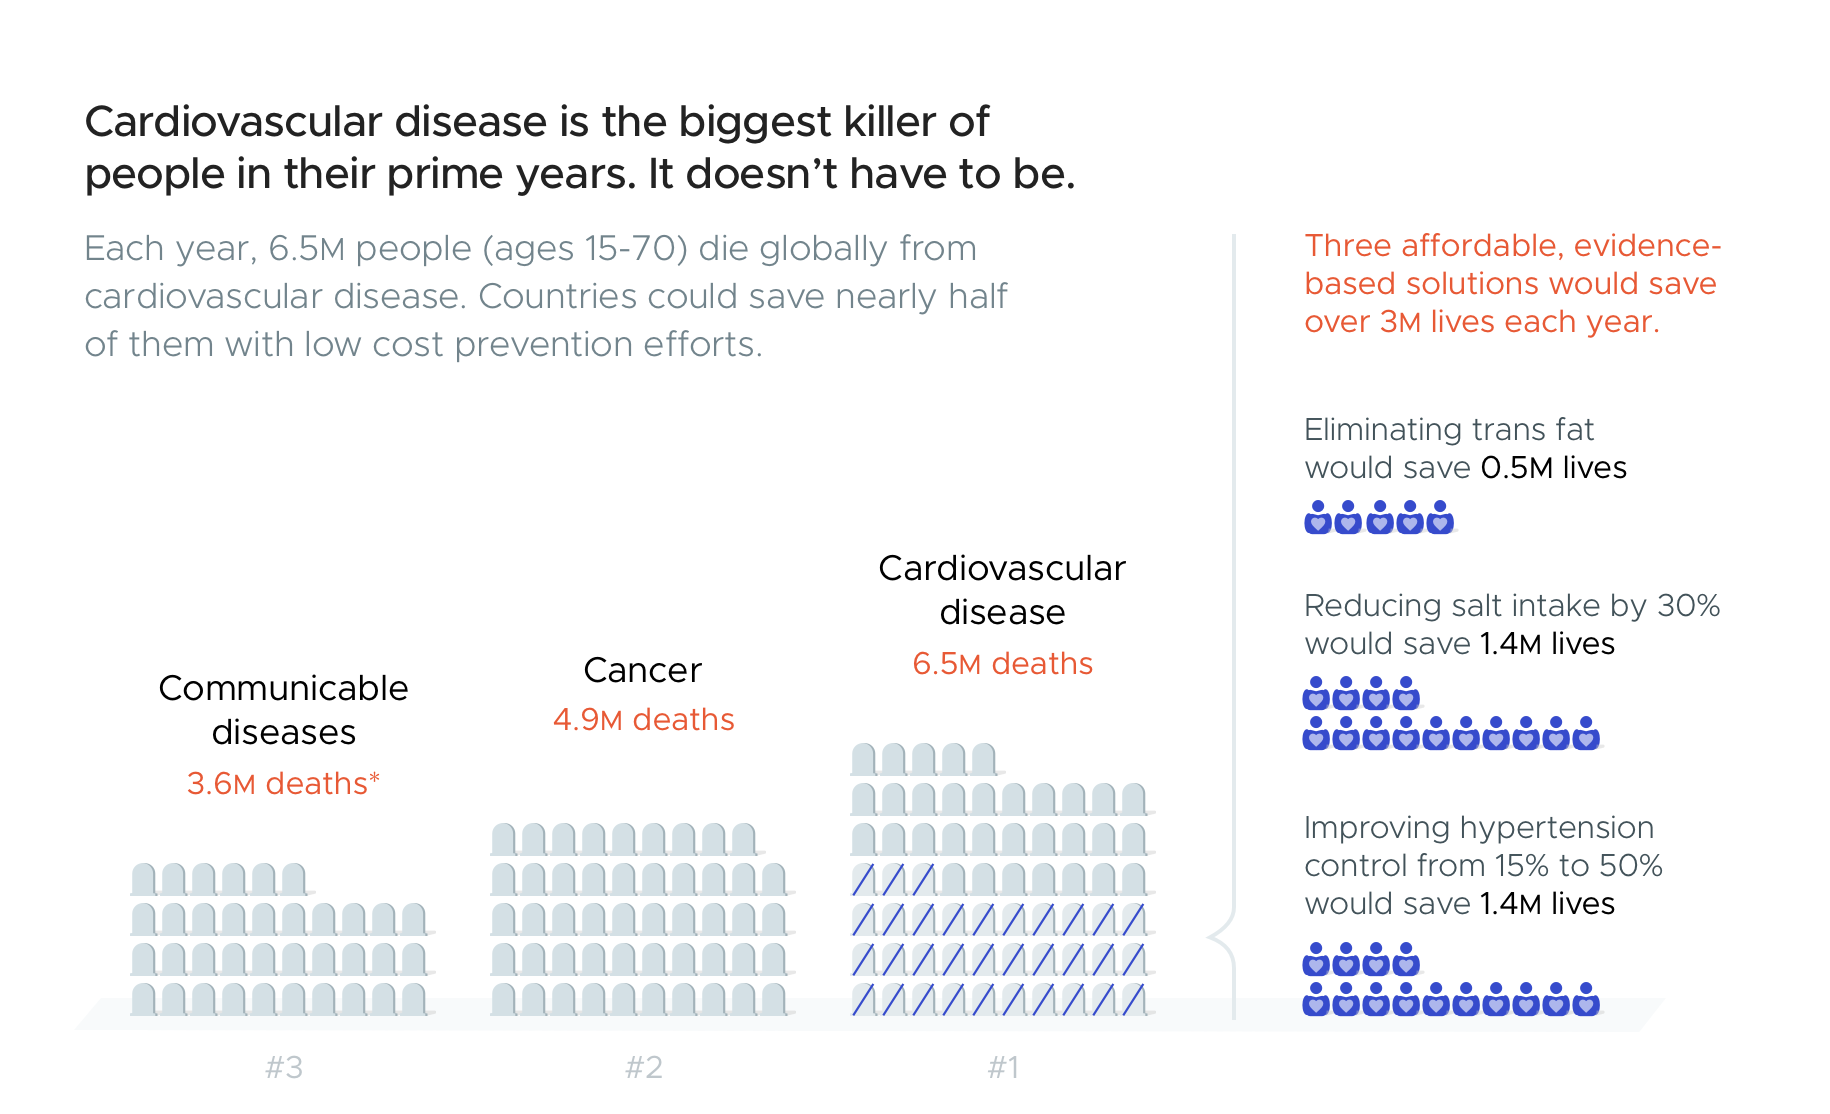 Cardiovascular disease is the biggest killer of
people in their prime years. It doesn’t have to be.
Each year, 6.5M people (ages 15-70) die globally from
cardiovascular disease. Countries could save nearly half
of them with low cost prevention efforts.
Communicable
diseases
3.6M deaths*
#3
Cancer
4.9M deaths
#2
Cardiovascular
disease
6.5M deaths
#1
Three affordable, evidence-
based solutions would save
over 3M lives each year.
Eliminating trans fat
would save 0.5M lives
Reducing salt intake by 30%
would save 1.4M lives
Improving hypertension
control from 15% to 50%
would save 1.4M lives